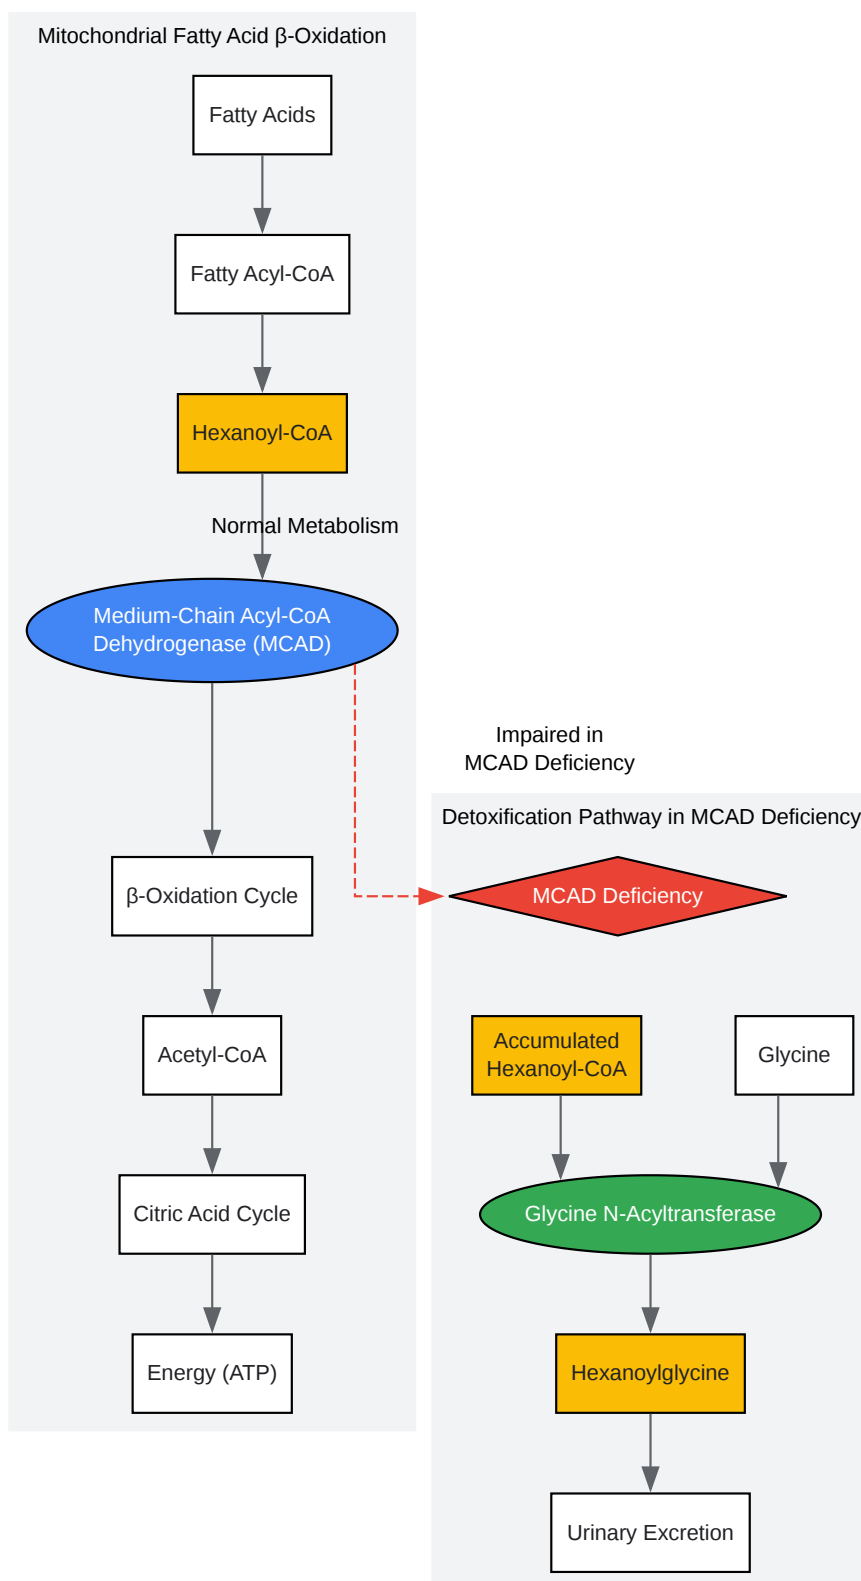 Mitochondrial Fatty Acid β-Oxidation
Fatty Acids
Fatty Acyl-CoA
Hexanoyl-CoA
Normal Metabolism
Medium-Chain Acyl-CoA
Dehydrogenase (MCAD)
β-Oxidation Cycle
Acetyl-CoA
Citric Acid Cycle
Energy (ATP)
Impaired in
MCAD Deficiency
Detoxification Pathway in MCAD Deficiency
MCAD Deficiency
Accumulated
Hexanoyl-CoA
Glycine
Glycine N-Acyltransferase
Hexanoylglycine
Urinary Excretion